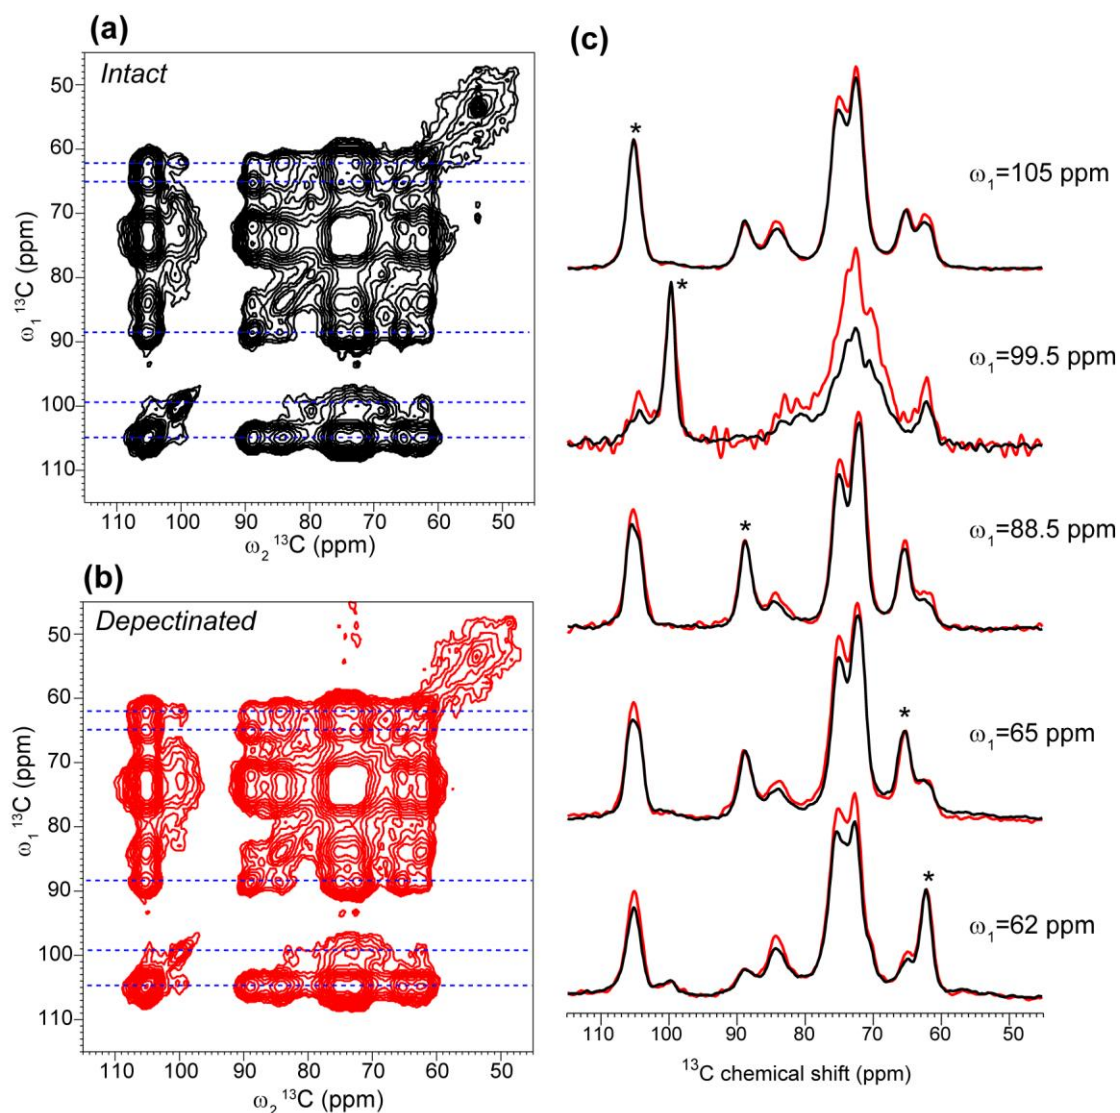 (a)
Intact
50
60
70
80
90
100
110
ω₁ ¹³C (ppm)
110 100 90 80 70 60 50
ω₂ ¹³C (ppm)
(b)
Depectinated
50
60
70
80
90
100
110
ω₁ ¹³C (ppm)
110 100 90 80 70 60 50
ω₂ ¹³C (ppm)
(c)
*
ω₁=105 ppm
*
ω₁=99.5 ppm
*
ω₁=88.5 ppm
*
ω₁=65 ppm
*
ω₁=62 ppm
110 100 90 80 70 60 50
¹³C chemical shift (ppm)